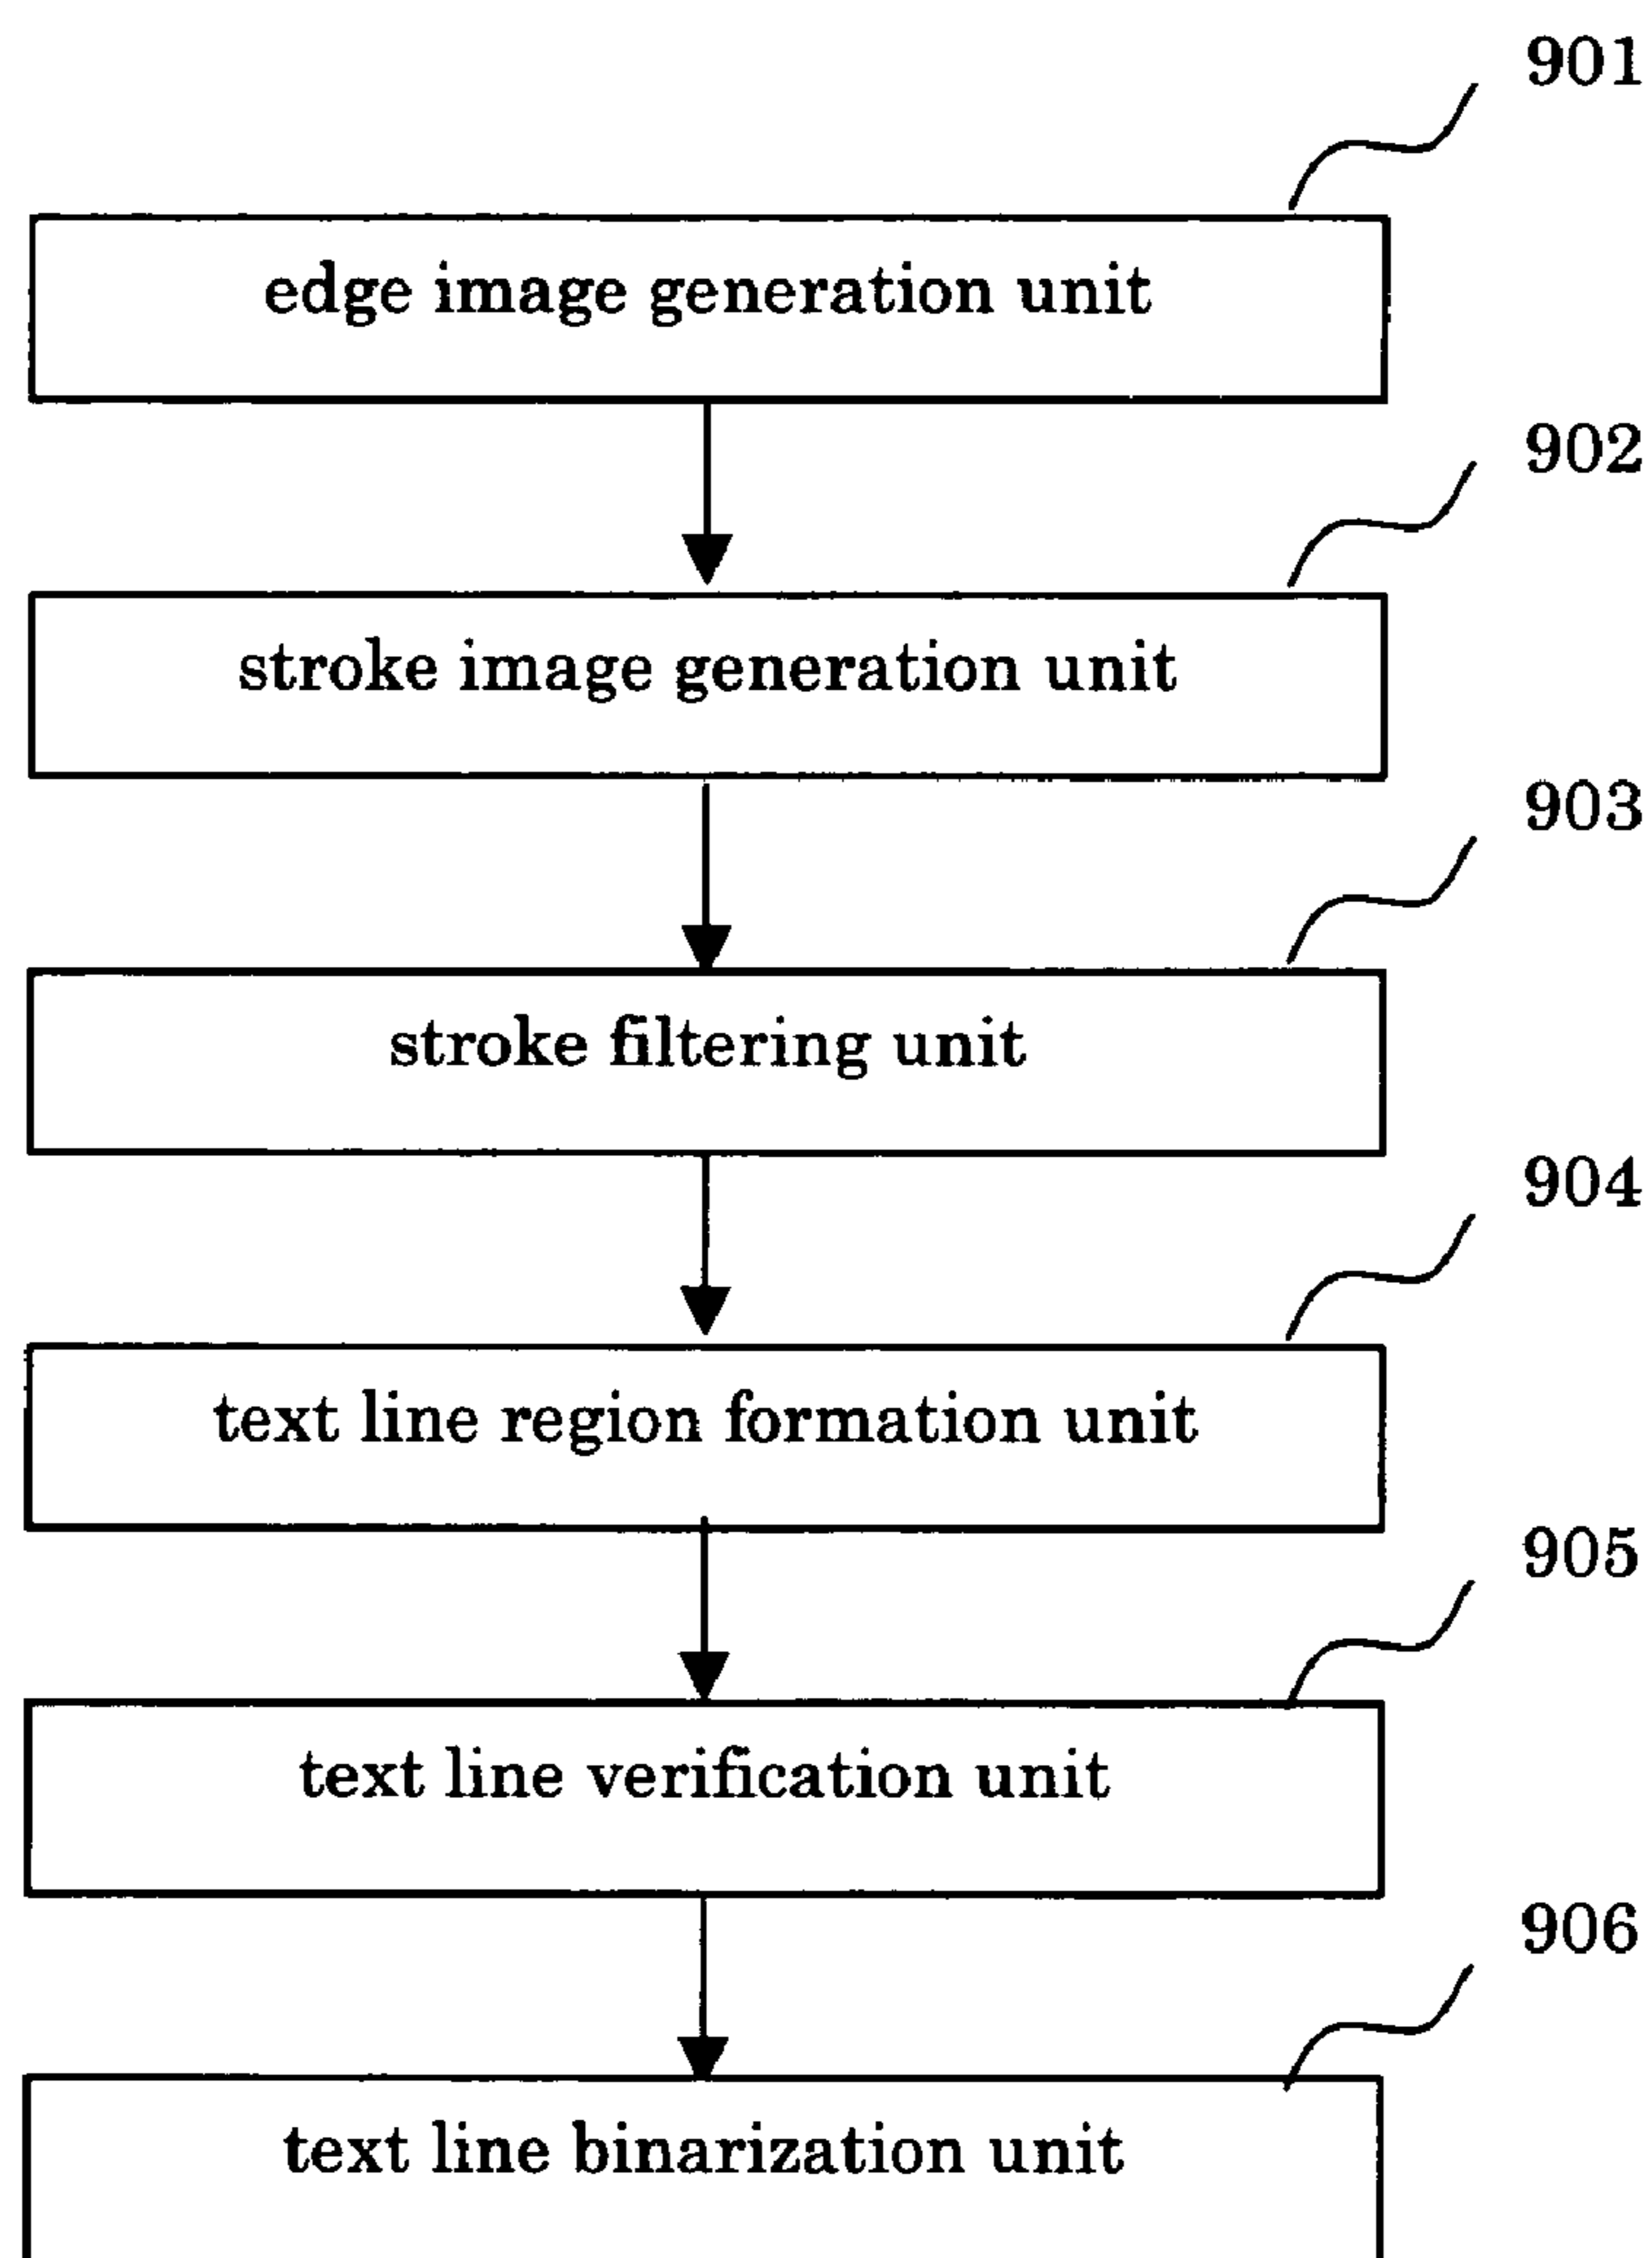 901
edge image generation unit
902
stroke image generation unit
903
stroke filtering unit
904
text line region formation unit
905
text line verification unit
906
text line binarization unit